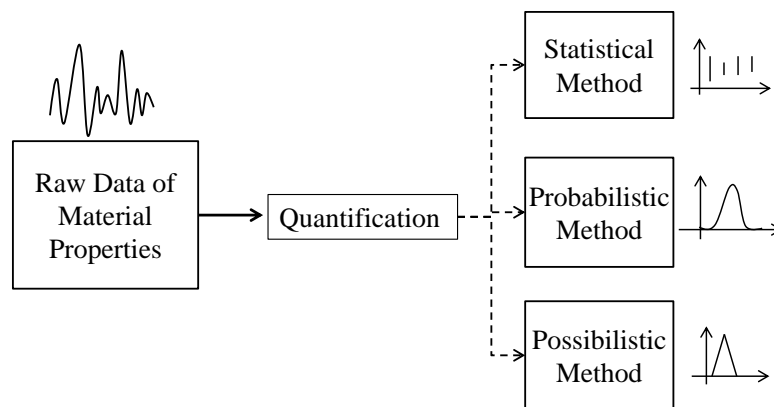 Raw Data of
Material
Properties
Quantification
Statistical
Method
Probabilistic
Method
Possibilistic
Method